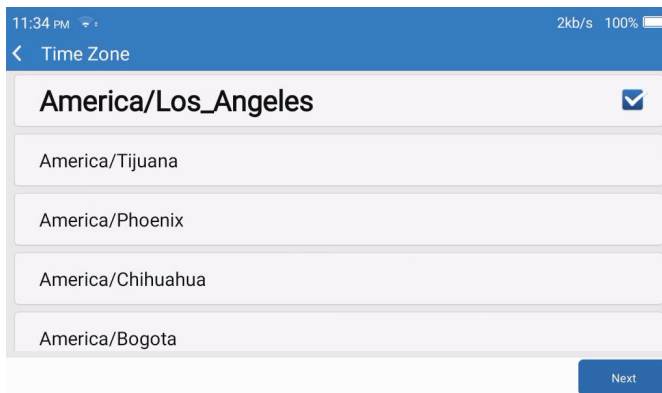 11:34 PM 2kb/s 100%
Time Zone
America/Los_Angeles
America/Tijuana
America/Phoenix
America/Chihuahua
America/Bogota
Next